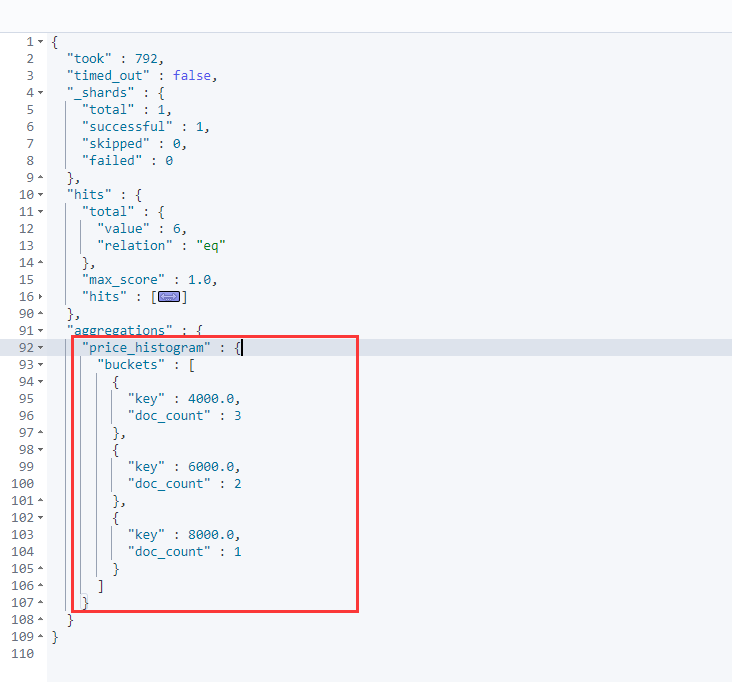 1 {
2 "took" : 792,
3 "timed_out" : false,
4 "_shards" : {
5 "total" : 1,
6 "successful" : 1,
7 "skipped" : 0,
8 "failed" : 0
9 },
10 "hits" : {
11 "total" : {
12 "value" : 6,
13 "relation" : "eq"
14 },
15 "max_score" : 1.0,
16 "hits" : []
90 },
91 "aggregations" : {
92 "price_histogram" : {
93 "buckets" : [
94 {
95 "key" : 4000.0,
96 "doc_count" : 3
97 },
98 {
99 "key" : 6000.0,
100 "doc_count" : 2
101 },
102 {
103 "key" : 8000.0,
104 "doc_count" : 1
105 }
106 ]
107 }
108 }
109 }
110